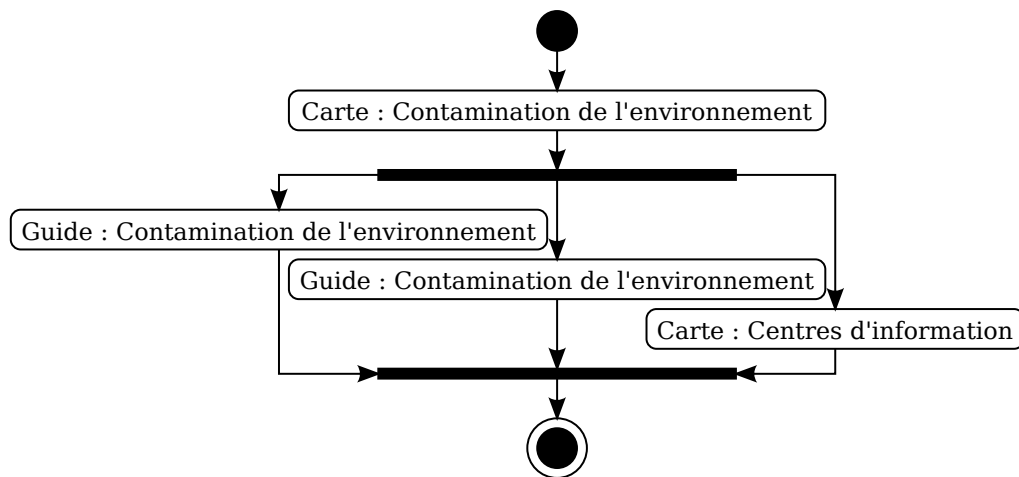 Carte : Contamination de l'environnement
Guide : Contamination de l'environnement
Guide : Contamination de l'environnement
Carte : Centres d'information